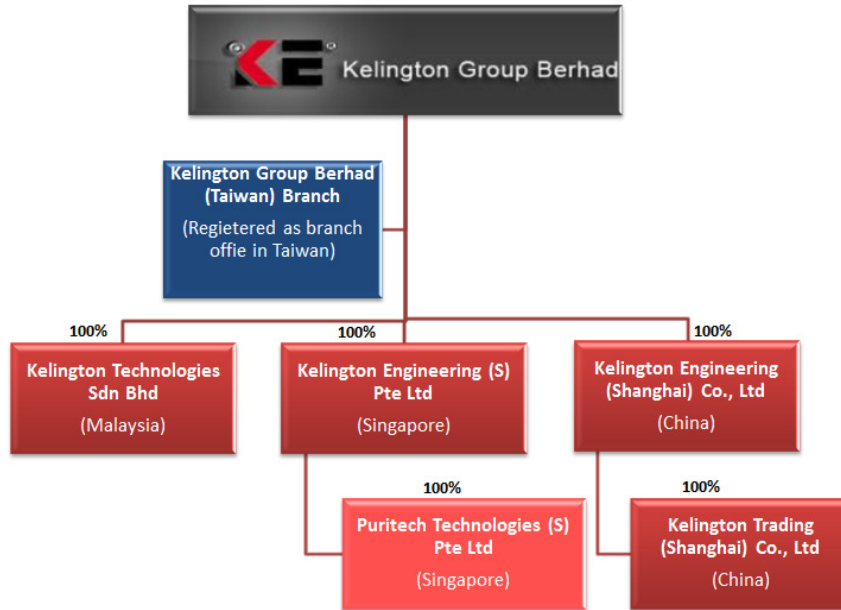 KE Kelington Group Berhad
Kelington Group Berhad
(Taiwan) Branch
(Regietered as branch
offie in Taiwan)
100%
100%
100%
Kelington Technologies
Sdn Bhd
(Malaysia)
Kelington Engineering (S)
Pte Ltd
(Singapore)
Kelington Engineering
(Shanghai) Co., Ltd
(China)
100%
100%
Puritech Technologies (S)
Pte Ltd
(Singapore)
Kelington Trading
(Shanghai) Co., Ltd
(China)